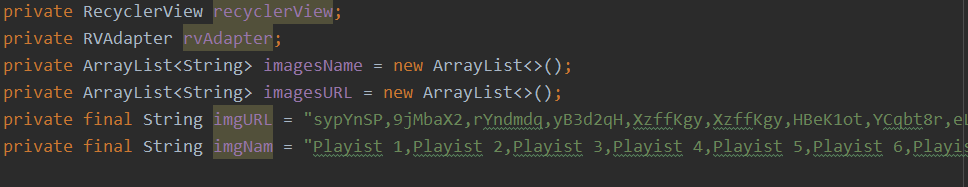 private RecyclerView recyclerView;
private RVAdapter rvAdapter;
private ArrayList<String> imagesName = new ArrayList<>();
private ArrayList<String> imagesURL = new ArrayList<>();
private final String imgURL = "sypYnSP,9jMbaX2,rYndmdq,yB3d2qH,XzffKgy,XzffKgy,HBeK1ot,YCqbt8r,
private final String imgNam = "Playist 1,Playist 2,Playist 3,Playist 4,Playist 5,Playist 6,Playis